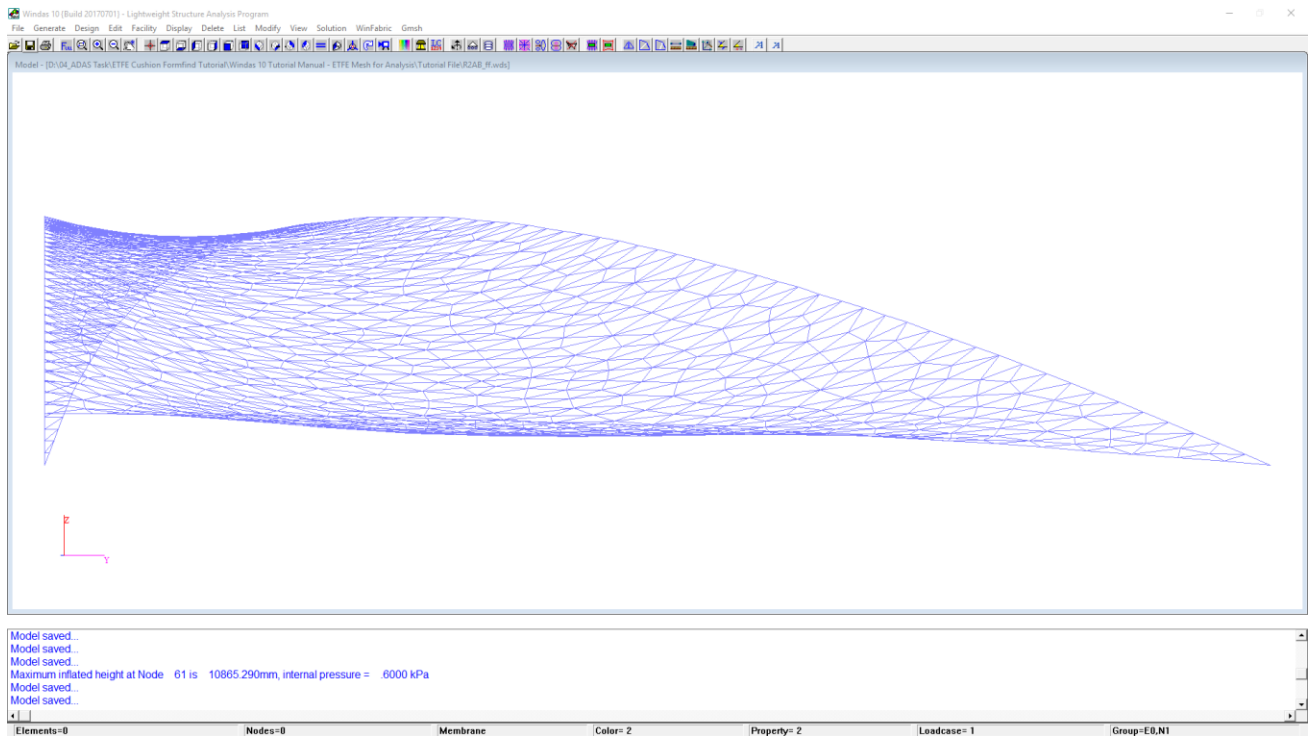 Windas 10 (Build 20170701) - Lightweight Structure Analysis Program
File Generate Design Edit Facility Display Delete List Modify View Solution WinFabric Gmsh
Model - [D:\04_ADAS Task\ETFE Cushion Formfind Tutorial\Windas 10 Tutorial Manual - ETFE Mesh for Analysis\Tutorial File\R2AB_ff.wds]
Z
Y
Model saved...
Model saved...
Model saved...
Maximum inflated height at Node 61 is 10865.290mm, internal pressure = .6000 kPa
Model saved...
Model saved...
Elements=0 Nodes=0 Membrane Color= 2 Property= 2 Loadcase= 1 Group=E0,N1